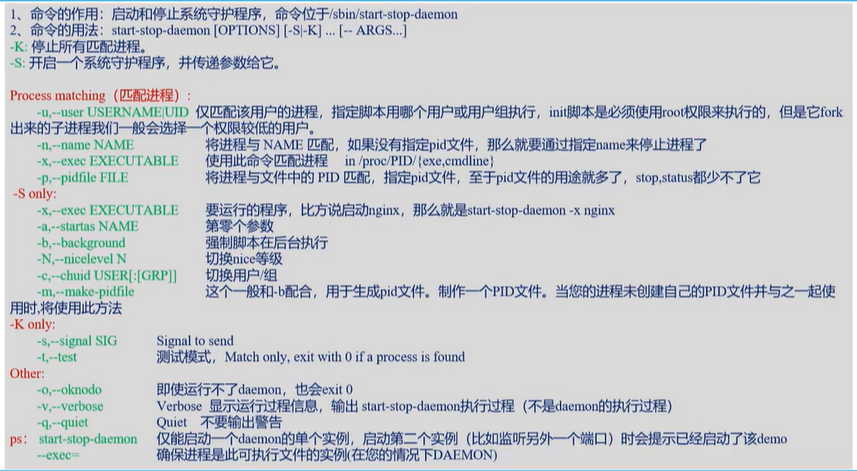 1、命令的作用：启动和停止系统守护程序，命令位于/sbin/start-stop-daemon
2、命令的用法：start-stop-daemon [OPTIONS] [-S|-K] ... [-- ARGS...]
-K: 停止所有匹配进程。
-S: 开启一个系统守护程序，并传递参数给它。
Process matching（匹配进程）:
-u,--user USERNAME|UID 仅匹配该用户的进程，指定脚本用哪个用户或用户组执行，init脚本是必须使用root权限来执行的，但是它fork
出来的子进程我们一般会选择一个权限较低的用户。
-n,--name NAME 将进程与 NAME 匹配，如果没有指定pid文件，那么就要通过指定name来停止进程了
-x,--exec EXECUTABLE 使用此命令匹配进程 in /proc/PID/{exe,cmdline}
-p,--pidfile FILE 将进程与文件中的 PID 匹配，指定pid文件，至于pid文件的用途就多了，stop,status都少不了它
-S only:
-x,--exec EXECUTABLE 要运行的程序，比方说启动nginx，那么就是start-stop-daemon -x nginx
-a,--startas NAME 第零个参数
-b,--background 强制脚本在后台执行
-N,--nicelevel N 切换nice等级
-c,--chuid USER[:[GRP]] 切换用户/组
-m,--make-pidfile 这个一般和-b配合，用于生成pid文件。制作一个PID文件。当您的进程未创建自己的PID文件并与之一起使
用时,将使用此方法
-K only:
-s,--signal SIG Signal to send
-t,--test 测试模式，Match only, exit with 0 if a process is found
Other:
-o,--oknodo 即使运行不了daemon，也会exit 0
-v,--verbose Verbose 显示运行过程信息，输出 start-stop-daemon执行过程（不是daemon的执行过程）
-q,--quiet Quiet 不要输出警告
ps： start-stop-daemon 仅能启动一个daemon的单个实例，启动第二个实例（比如监听另外一个端口）时会提示已经启动了该demo
--exec= 确保进程是此可执行文件的实例(在您的情况下DAEMON)